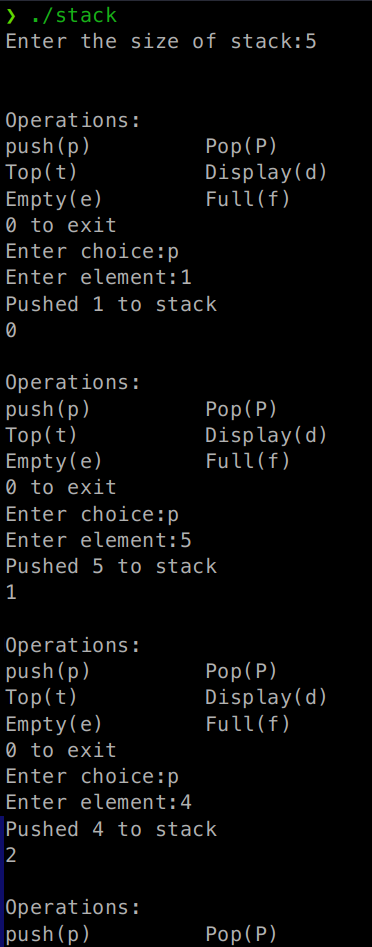 ❯ ./stack
Enter the size of stack:5
Operations:
push(p) Pop(P)
Top(t) Display(d)
Empty(e) Full(f)
0 to exit
Enter choice:p
Enter element:1
Pushed 1 to stack
0
Operations:
push(p) Pop(P)
Top(t) Display(d)
Empty(e) Full(f)
0 to exit
Enter choice:p
Enter element:5
Pushed 5 to stack
1
Operations:
push(p) Pop(P)
Top(t) Display(d)
Empty(e) Full(f)
0 to exit
Enter choice:p
Enter element:4
Pushed 4 to stack
2
Operations:
push(p) Pop(P)